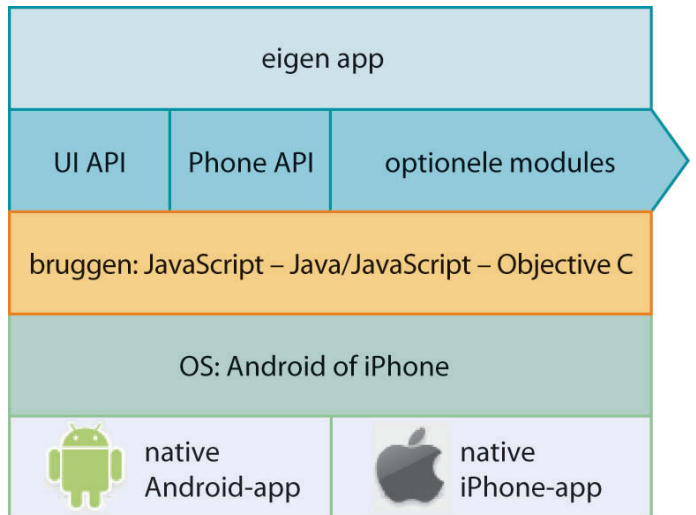 eigen app
UI API
Phone API
optionele modules
bruggen: JavaScript – Java/JavaScript – Objective C
OS: Android of iPhone
native
Android-app
native
iPhone-app